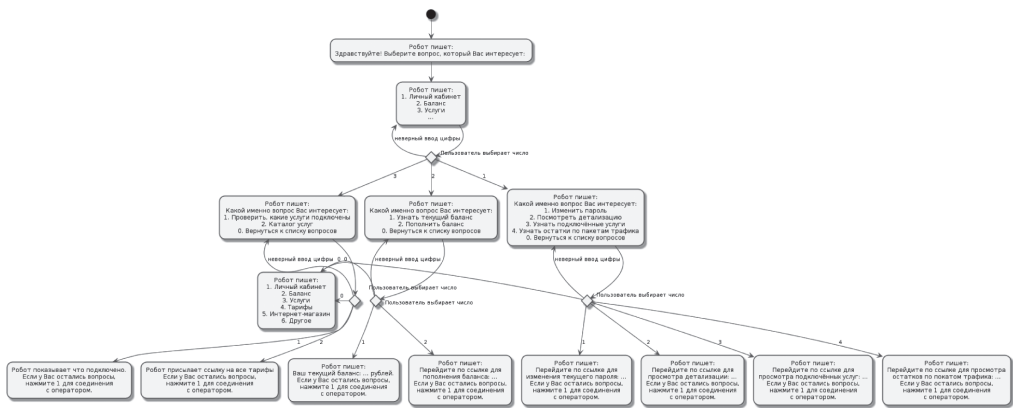 Робот пишет:
Здравствуйте! Выберите вопрос, который Вас интересует:
Робот пишет:
1. Личный кабинет
2. Баланс
3. Услуги
...
неверный ввод цифры
Пользователь выбирает число
3
2
1
Робот пишет:
Какой именно вопрос Вас интересует:
1. Проверить, какие услуги подключены
2. Каталог услуг
0. Вернуться к списку вопросов
Робот пишет:
Какой именно вопрос Вас интересует:
1. Узнать текущий баланс
2. Пополнить баланс
0. Вернуться к списку вопросов
Робот пишет:
Какой именно вопрос Вас интересует:
1. Изменить пароль
2. Посмотреть детализацию
3. Узнать подключённые услуги
4. Узнать остатки по пакетам трафика
0. Вернуться к списку вопросов
неверный ввод цифры
0
0
неверный ввод цифры
неверный ввод цифры
Робот пишет:
1. Личный кабинет
2. Баланс
3. Услуги
4. Тарифы
5. Интернет-магазин
6. Другое
0
Пользователь выбирает число
Пользователь выбирает число
Пользователь выбирает число
1
2
1
2
1
2
3
4
Робот показывает что подключено.
Если у Вас остались вопросы,
нажмите 1 для соединения
с оператором.
Робот присылает ссылку на все тарифы
Если у Вас остались вопросы,
нажмите 1 для соединения
с оператором.
Робот пишет:
Ваш текущий баланс: ... рублей.
Если у Вас остались вопросы,
нажмите 1 для соединения
с оператором.
Робот пишет:
Перейдите по ссылке для
пополнения баланса: ...
Если у Вас остались вопросы,
нажмите 1 для соединения
с оператором.
Робот пишет:
Перейдите по ссылке для
изменения текущего пароля: ...
Если у Вас остались вопросы,
нажмите 1 для соединения
с оператором.
Робот пишет:
Перейдите по ссылке для
просмотра детализации: ...
Если у Вас остались вопросы,
нажмите 1 для соединения
с оператором.
Робот пишет:
Перейдите по ссылке для
просмотра подключённых услуг: ...
Если у Вас остались вопросы,
нажмите 1 для соединения
с оператором.
Робот пишет:
Перейдите по ссылке для просмотра
остатков по покатам трафика: ...
Если у Вас остались вопросы,
нажмите 1 для соединения
с оператором.